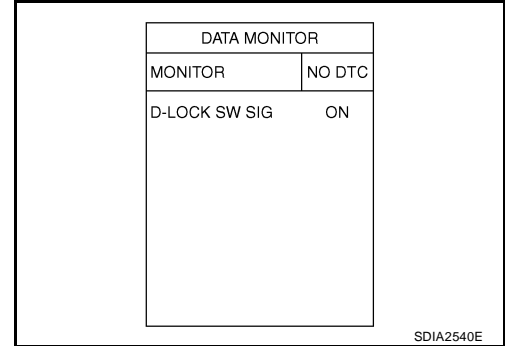 DATA MONITOR
MONITOR NO DTC
D-LOCK SW SIG ON
SDIA2540E